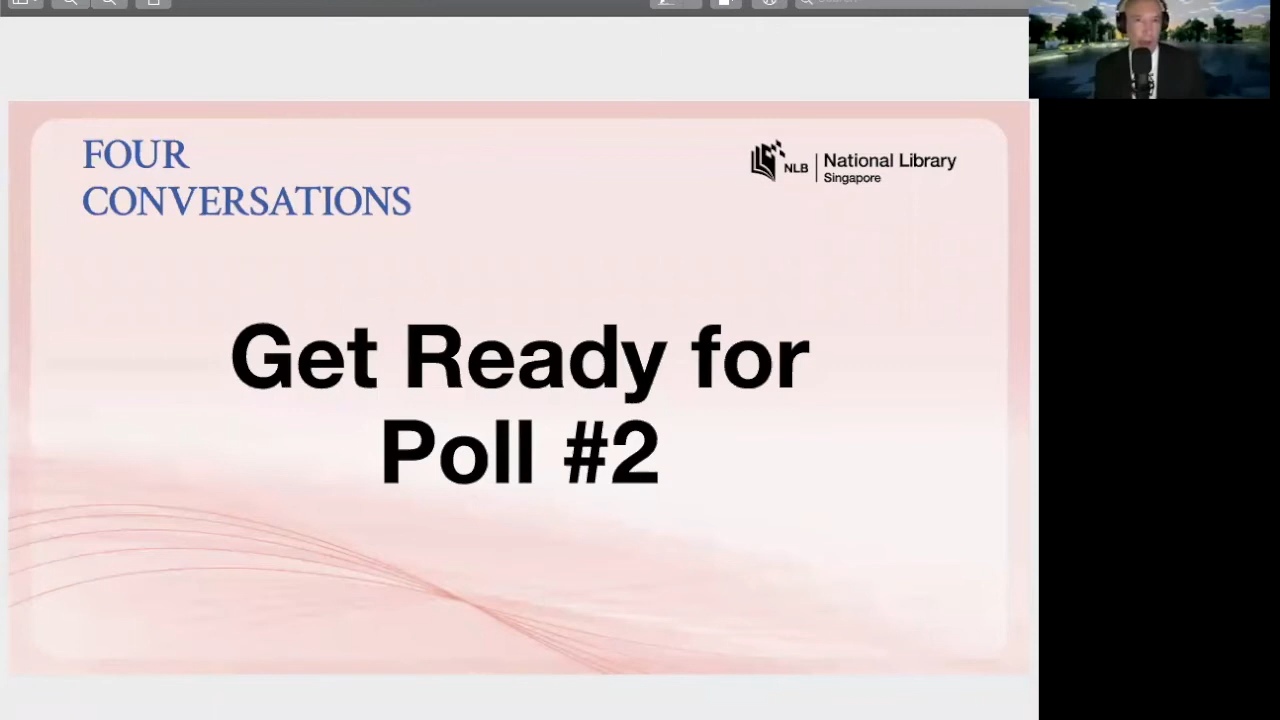 FOUR
CONVERSATIONS
NLB
National Library
Singapore
Get Ready for
Poll #2